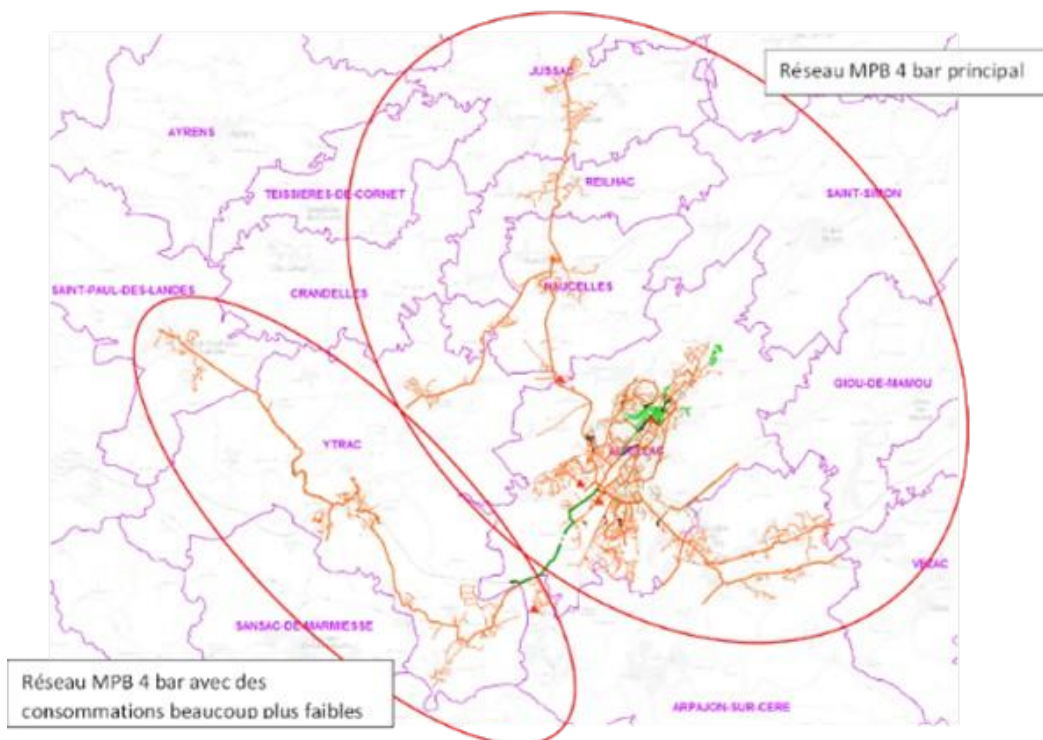 JUSSAC
Réseau MPB 4 bar principal
AYRENS
REILHAC
TEISSIERES-DE-CORNET
SAINT-SIMON
SAINT-PAUL-DES-LANDES
CRANDELLES
NAUCELLES
GIOU-DE-MAMOU
YTRAC
AURILLAC
VEZAC
SANSAC-DE-MARMIESSE
Réseau MPB 4 bar avec des
consommations beaucoup plus faibles
ARPAJON-SUR-CERE